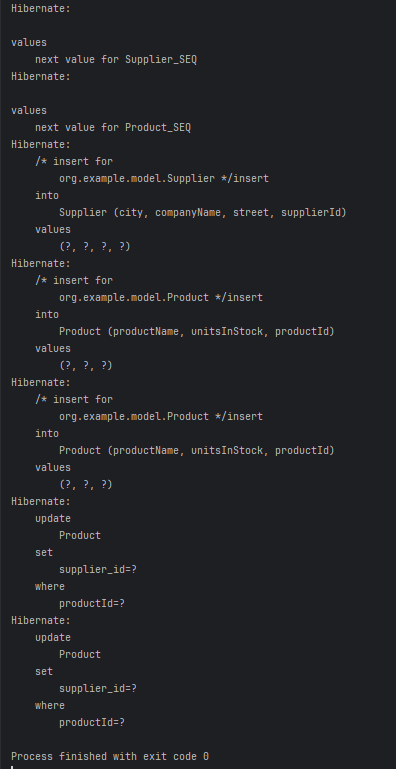 Hibernate:
values
next value for Supplier_SEQ
Hibernate:
values
next value for Product_SEQ
Hibernate:
/* insert for
org.example.model.Supplier */insert
into
Supplier (city, companyName, street, supplierId)
values
(?, ?, ?, ?)
Hibernate:
/* insert for
org.example.model.Product */insert
into
Product (productName, unitsInStock, productId)
values
(?, ?, ?)
Hibernate:
/* insert for
org.example.model.Product */insert
into
Product (productName, unitsInStock, productId)
values
(?, ?, ?)
Hibernate:
update
Product
set
supplier_id=?
where
productId=?
Hibernate:
update
Product
set
supplier_id=?
where
productId=?
Process finished with exit code 0